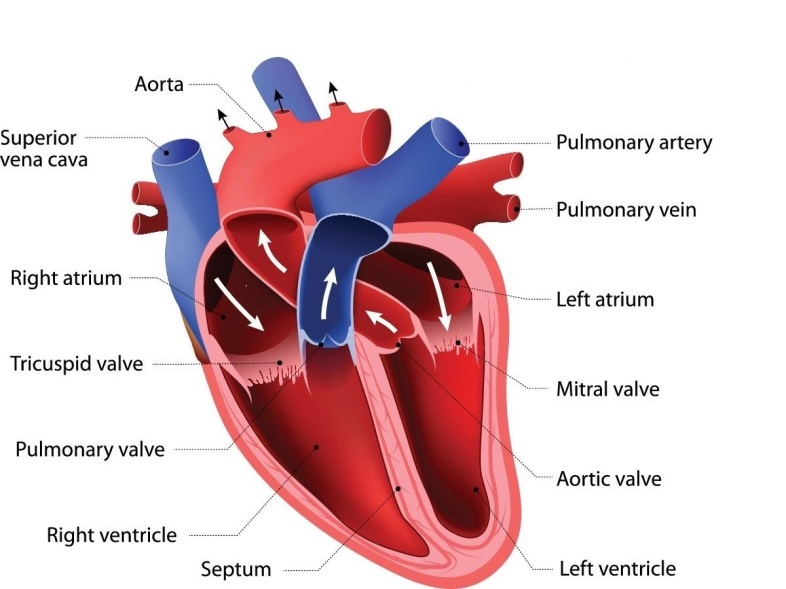 Aorta
Superior
vena cava
Pulmonary artery
Pulmonary vein
Right atrium
Left atrium
Tricuspid valve
Mitral valve
Pulmonary valve
Aortic valve
Right ventricle
Septum
Left ventricle